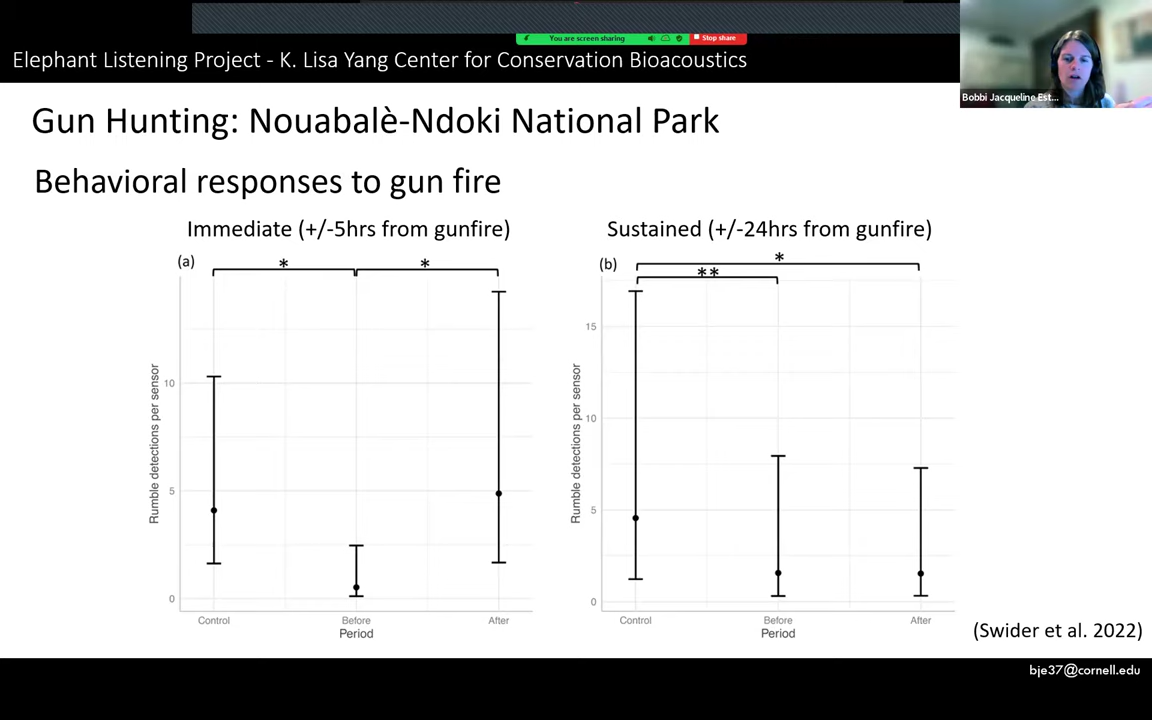 You are screen sharing
Stop share
Elephant Listening Project - K. Lisa Yang Center for Conservation Bioacoustics
Bobbi Jacqueline Est...
Gun Hunting: Nouabalè-Ndoki National Park
Behavioral responses to gun fire
Immediate (+/-5hrs from gunfire)
(a)
*
*
Rumble detections per sensor
10
5
0
Control
Before
After
Period
Sustained (+/-24hrs from gunfire)
(b)
*
**
Rumble detections per sensor
15
10
5
0
Control
Before
After
Period
(Swider et al. 2022)
bje37@cornell.edu